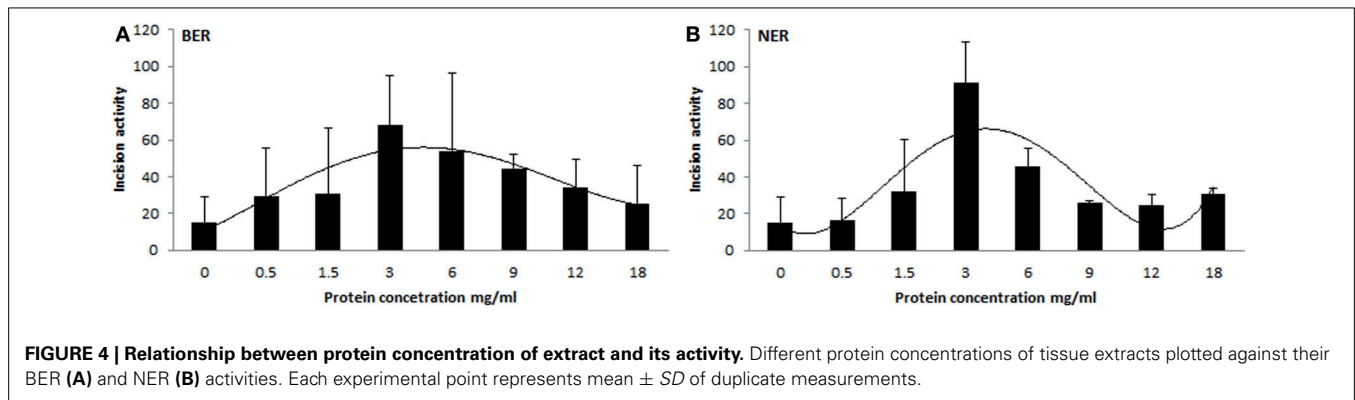 A BER
120
100
80
60
40
20
0
Incision activity
0 0.5 1.5 3 6 9 12 18
Protein concetration mg/ml
B NER
120
100
80
60
40
20
0
Incision activity
0 0.5 1.5 3 6 9 12 18
Protein concentration mg/ml
FIGURE 4 | Relationship between protein concentration of extract and its activity. Different protein concentrations of tissue extracts plotted against their
BER (A) and NER (B) activities. Each experimental point represents mean ± SD of duplicate measurements.